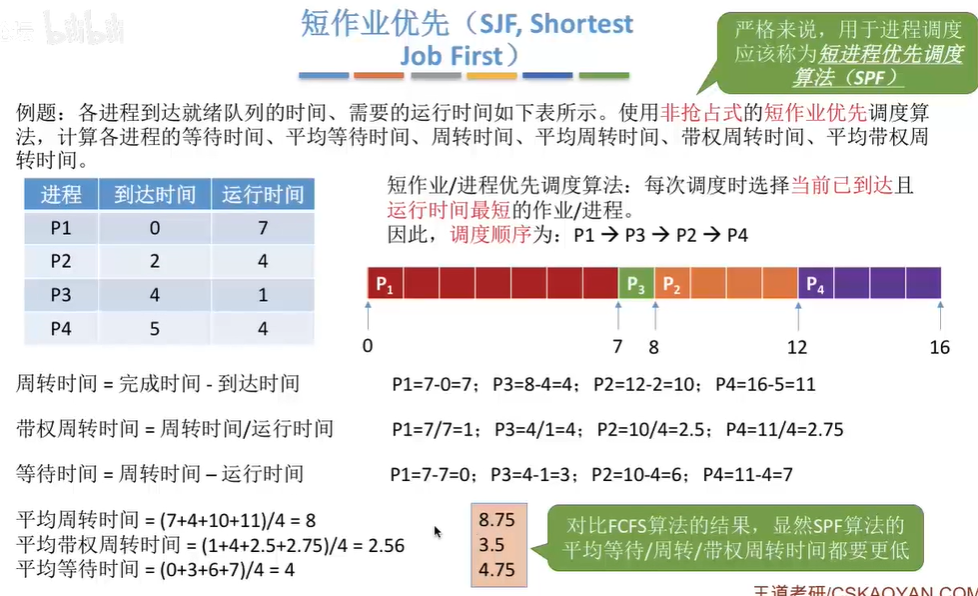 bilibili
短作业优先（SJF, Shortest
Job First）
严格来说，用于进程调度
应该称为短进程优先调度
算法（SPF）
例题：各进程到达就绪队列的时间、需要的运行时间如下表所示。使用非抢占式的短作业优先调度算
法，计算各进程的等待时间、平均等待时间、周转时间、平均周转时间、带权周转时间、平均带权周
转时间。
进程 到达时间 运行时间
P1 0 7
P2 2 4
P3 4 1
P4 5 4
短作业/进程优先调度算法：每次调度时选择当前已到达且
运行时间最短的作业/进程。
因此，调度顺序为：P1 → P3 → P2 → P4
P1 P3 P2 P4
0 7 8 12 16
周转时间 = 完成时间 - 到达时间 P1=7-0=7；P3=8-4=4；P2=12-2=10；P4=16-5=11
带权周转时间 = 周转时间/运行时间 P1=7/7=1；P3=4/1=4；P2=10/4=2.5；P4=11/4=2.75
等待时间 = 周转时间 – 运行时间 P1=7-7=0；P3=4-1=3；P2=10-4=6；P4=11-4=7
平均周转时间 = (7+4+10+11)/4 = 8
平均带权周转时间 = (1+4+2.5+2.75)/4 = 2.56
平均等待时间 = (0+3+6+7)/4 = 4
8.75
3.5
4.75
对比FCFS算法的结果，显然SPF算法的
平均等待/周转/带权周转时间都要更低
王道考研/CSKAOYAN.COM